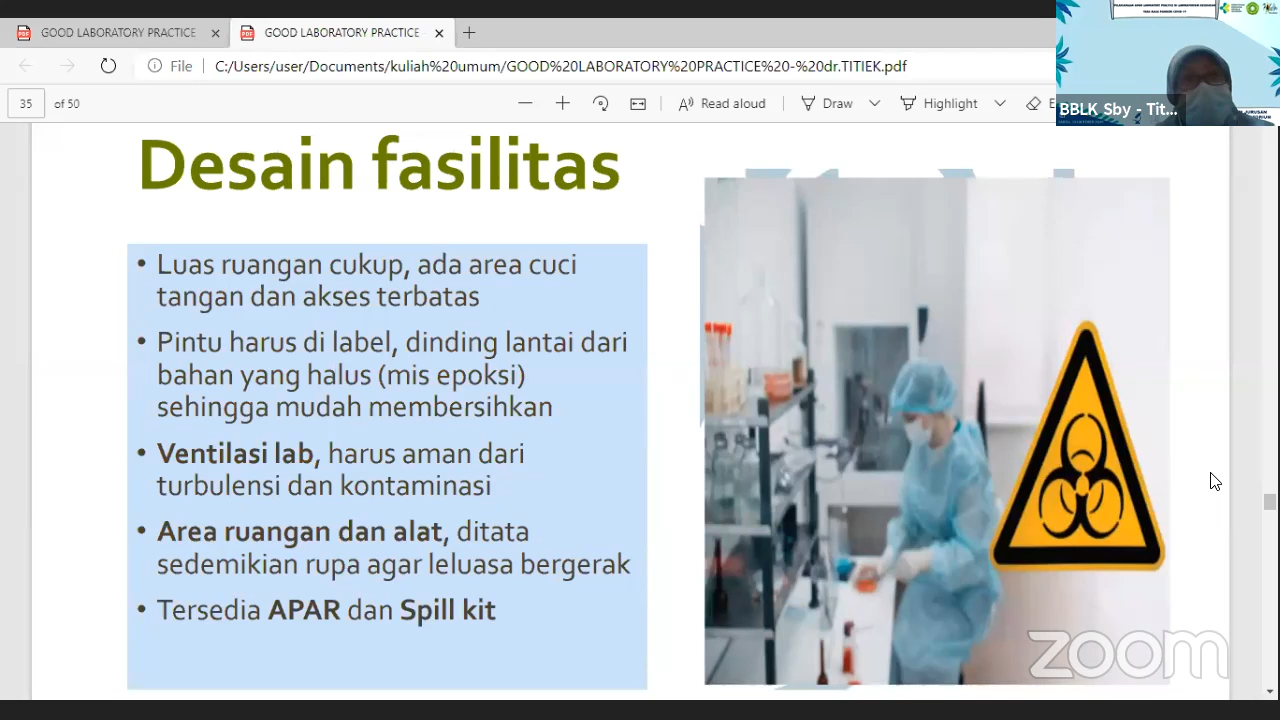 GOOD LABORATORY PRACTICE
GOOD LABORATORY PRACTICE
File
C:/Users/user/Documents/kuliah%20umum/GOOD%20LABORATORY%20PRACTICE%20-%20dr.TITIEK.pdf
35 of 50
Read aloud
Draw
Highlight
BBLK Sby - Tit...
Desain fasilitas
• Luas ruangan cukup, ada area cuci
tangan dan akses terbatas
• Pintu harus di label, dinding lantai dari
bahan yang halus (mis epoksi)
sehingga mudah membersihkan
• Ventilasi lab, harus aman dari
turbulensi dan kontaminasi
• Area ruangan dan alat, ditata
sedemikian rupa agar leluasa bergerak
• Tersedia APAR dan Spill kit
zoom